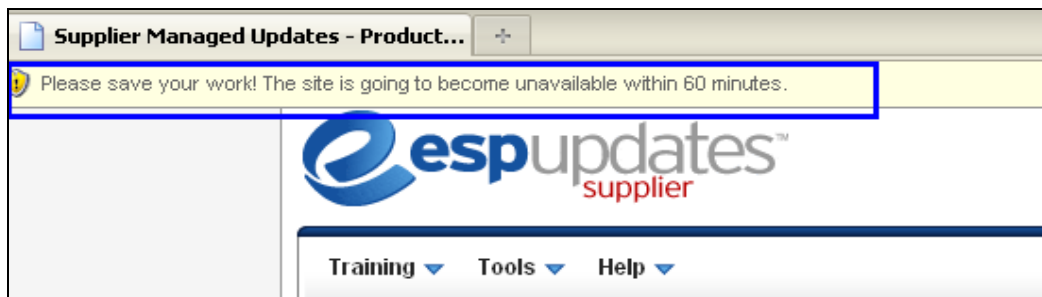 Supplier Managed Updates - Product...
Please save your work! The site is going to become unavailable within 60 minutes.
espupdates™
supplier
Training Tools Help